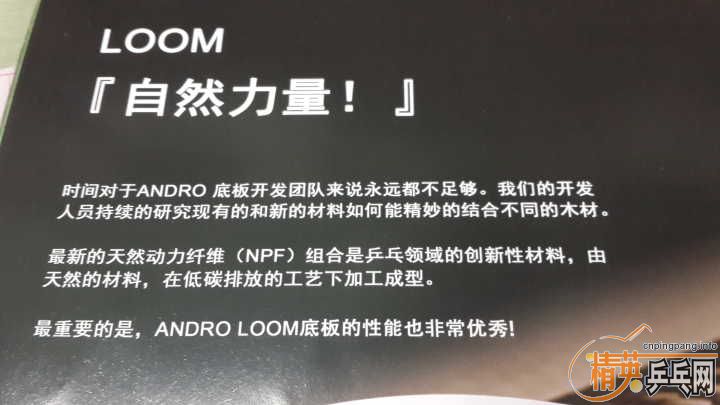 LOOM
『自然力量！』
时间对于ANDRO 底板开发团队来说永远都不足够。我们的开发
人员持续的研究现有的和新的材料如何能精妙的结合不同的木材。
最新的天然动力纤维（NPF）组合是乒乓领域的创新性材料，由
天然的材料，在低碳排放的工艺下加工成型。
最重要的是，ANDRO LOOM底板的性能也非常优秀!
cnpingpang.info
精英乒乓网